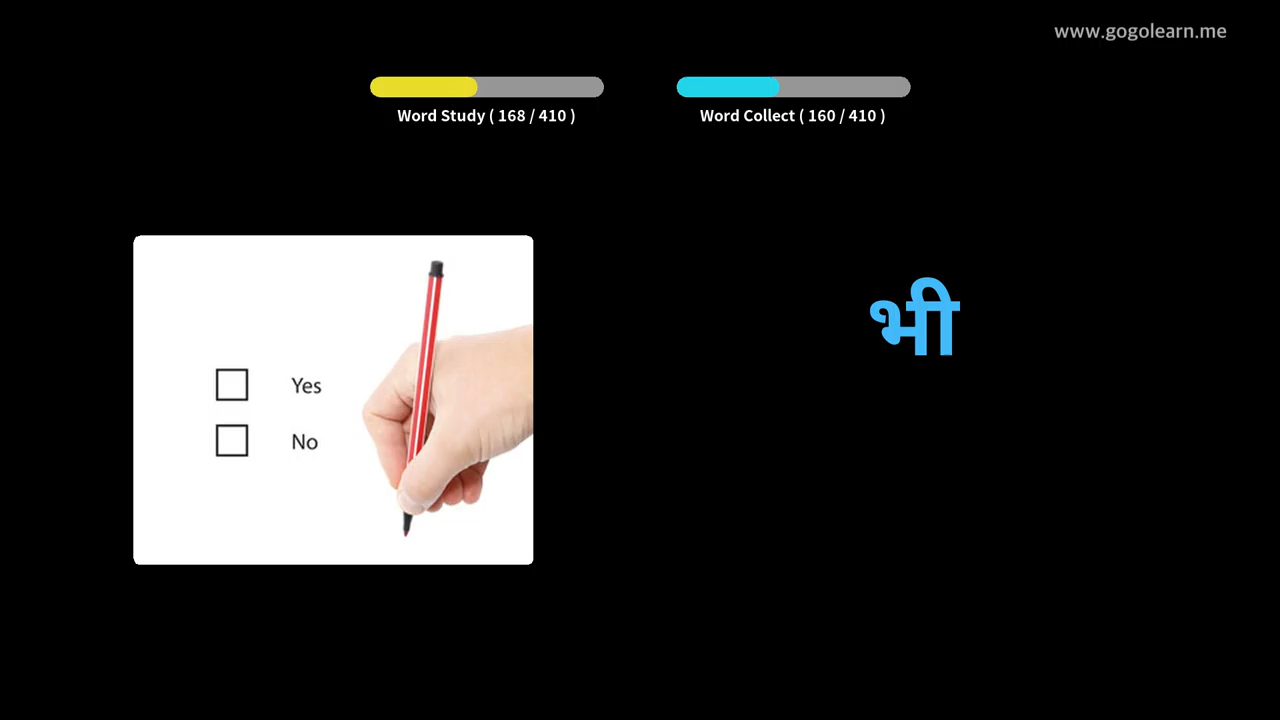 www.gogolearn.me
Word Study ( 168 / 410 )
Word Collect ( 160 / 410 )
भी
Yes
No